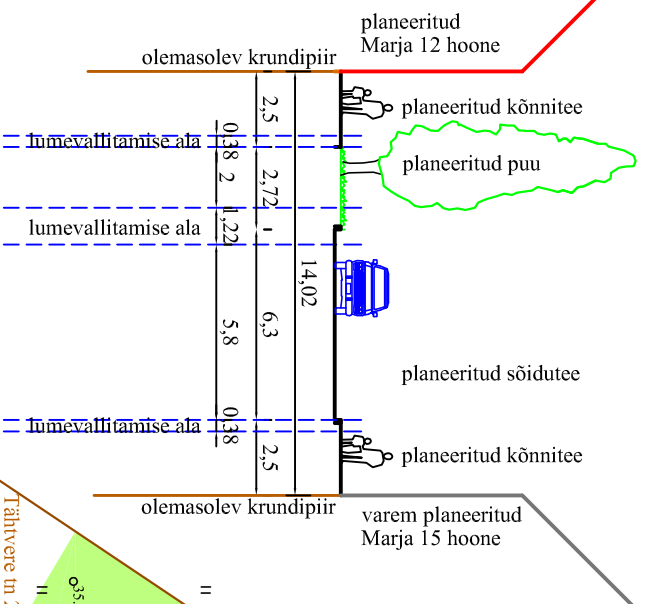 planeeritud
Marja 12 hoone
olemasolev krundipiir
planeeritud kõnnitee
2,5
0,38
lumevallitamise ala
planeeritud puu
2
2,72
lumevallitamise ala
1,22
14,02
5,8
6,3
planeeritud sõidutee
lumevallitamise ala
0,38
2,5
planeeritud kõnnitee
olemasolev krundipiir
varem planeeritud
Marja 15 hoone
Tähtvere tn
35.